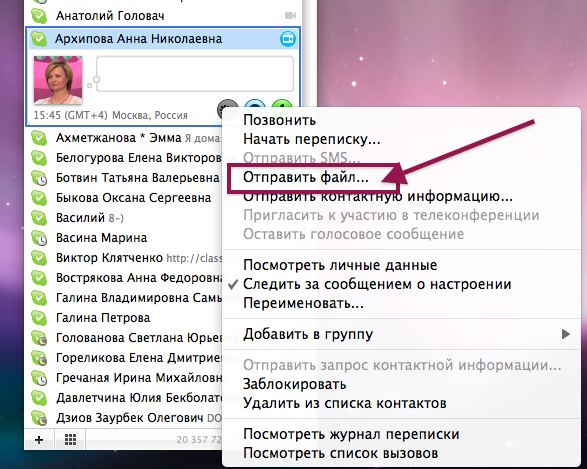 Анатолий Головач
Архипова Анна Николаевна
15:45 (GMT+4) Москва, Россия
Ахметжанова * Эмма Я дома
Белогурова Елена Викторов
Ботвин Татьяна Валерьевна
Быкова Оксана Сергеевна
Василий 8-)
Васина Марина
Виктор Клятченко http://class
Вострякова Анна Федоровна
Галина Владимировна Самы
Галина Петрова
Голованова Светлана Юрье
Гореликова Елена Дмитрие
Гречаная Ирина Михайловн
Давлетчина Юлия Бекболат
Дзиов Заурбек Олегович DO
20 357 72
Позвонить
Начать переписку...
Отправить SMS...
Отправить файл...
Отправить контактную информацию...
Пригласить к участию в телеконференции
Оставить голосовое сообщение
Посмотреть личные данные
✓ Следить за сообщением о настроении
Переименовать...
Добавить в группу
Отправить запрос контактной информации...
Заблокировать
Удалить из списка контактов
Посмотреть журнал переписки
Посмотреть список вызовов